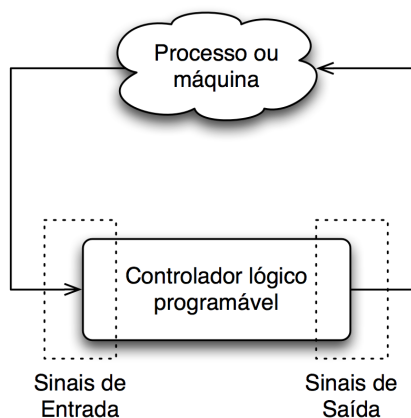 Processo ou
máquina
Controlador lógico
programável
Sinais de
Entrada
Sinais de
Saída